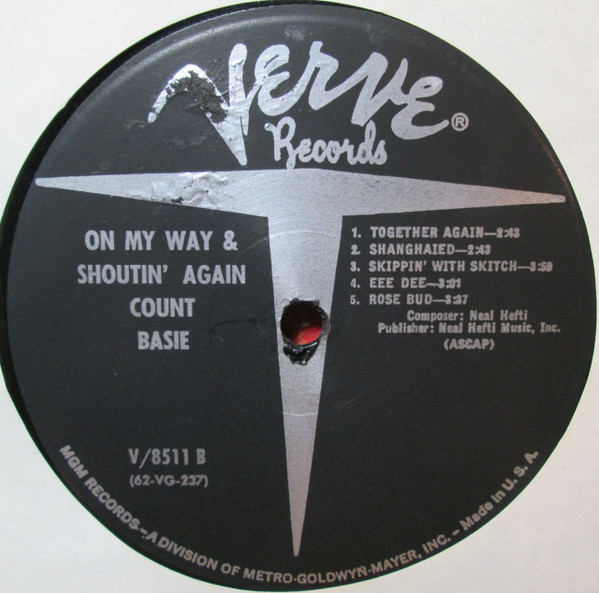 Verve®
Records
ON MY WAY &
SHOUTIN' AGAIN
COUNT
BASIE
1. TOGETHER AGAIN—2:43
2. SHANGHAIED—2:43
3. SKIPPIN' WITH SKITCH—3:50
4. EEE DEE—3:01
5. ROSE BUD—3:37
Composer: Neal Hefti
Publisher: Neal Hefti Music, Inc.
(ASCAP)
V/8511 B
(62-VG-237)
MGM RECORDS—A DIVISION OF METRO-GOLDWYN-MAYER, INC. — Made in U. S. A.